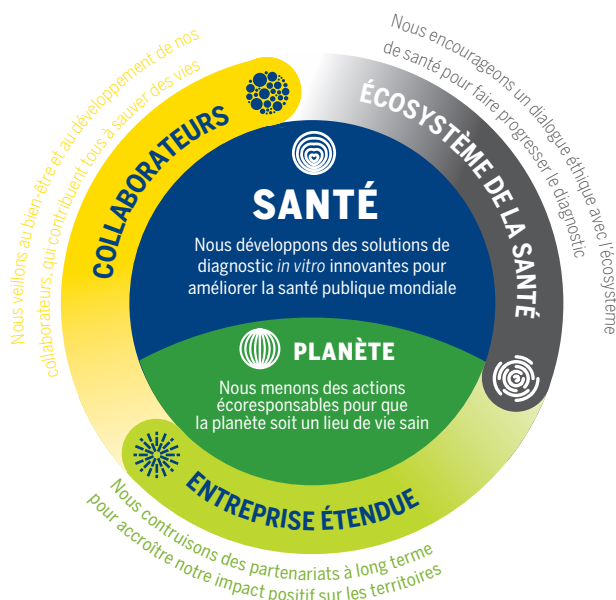 Nous veillons au bien-être et au développement de nos
collaborateurs, qui contribuent tous à sauver des vies
COLLABORATEURS
Nous encourageons un dialogue éthique avec l'écosystème
de santé pour faire progresser le diagnostic
ÉCOSYSTÈME DE LA SANTÉ
SANTÉ
Nous développons des solutions de
diagnostic in vitro innovantes pour
améliorer la santé publique mondiale
PLANÈTE
Nous menons des actions
écoresponsables pour que
la planète soit un lieu de vie sain
ENTREPRISE ÉTENDUE
Nous construisons des partenariats à long terme
pour accroître notre impact positif sur les territoires